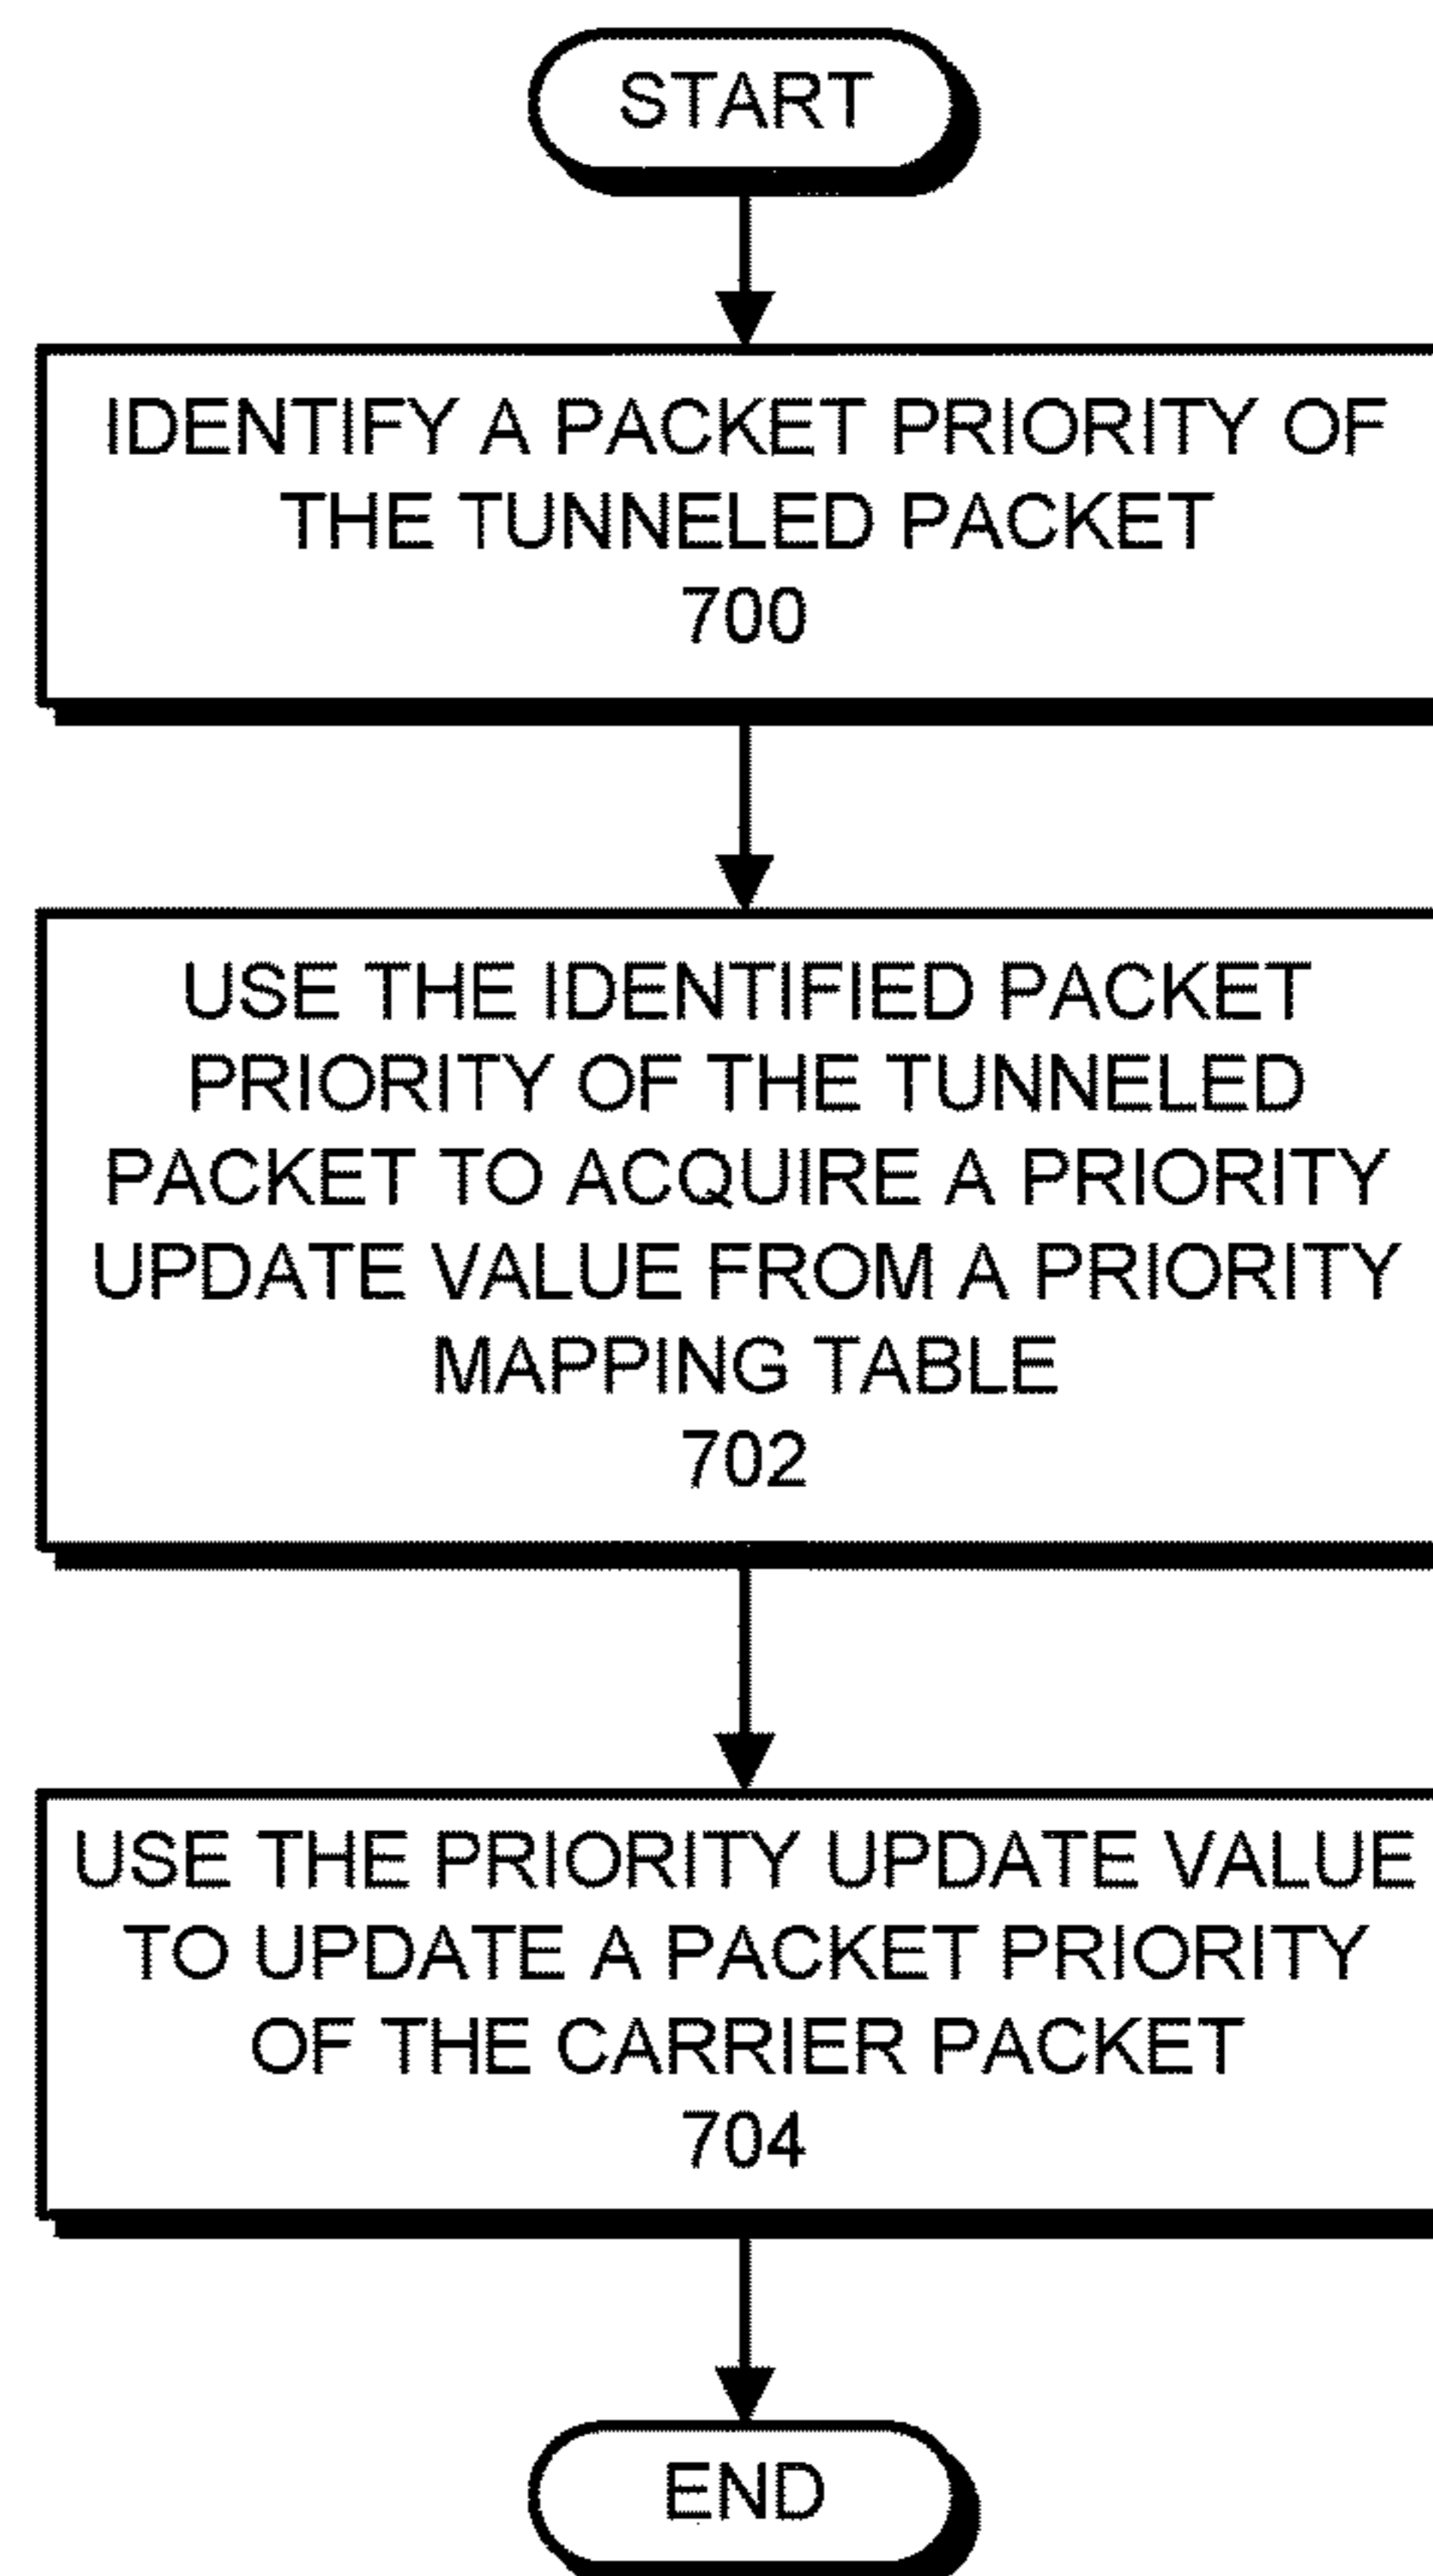 START
IDENTIFY A PACKET PRIORITY OF
THE TUNNELED PACKET
700
USE THE IDENTIFIED PACKET
PRIORITY OF THE TUNNELED
PACKET TO ACQUIRE A PRIORITY
UPDATE VALUE FROM A PRIORITY
MAPPING TABLE
702
USE THE PRIORITY UPDATE VALUE
TO UPDATE A PACKET PRIORITY
OF THE CARRIER PACKET
704
END